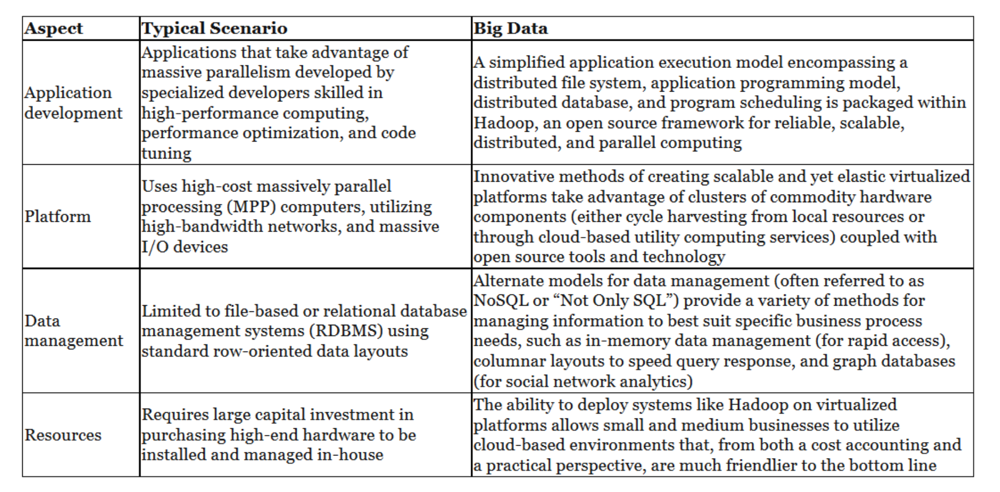 Aspect
Typical Scenario
Big Data
Application
development
Applications that take advantage of
massive parallelism developed by
specialized developers skilled in
high-performance computing,
performance optimization, and code
tuning
A simplified application execution model encompassing a
distributed file system, application programming model,
distributed database, and program scheduling is packaged within
Hadoop, an open source framework for reliable, scalable,
distributed, and parallel computing
Platform
Uses high-cost massively parallel
processing (MPP) computers, utilizing
high-bandwidth networks, and massive
I/O devices
Innovative methods of creating scalable and yet elastic virtualized
platforms take advantage of clusters of commodity hardware
components (either cycle harvesting from local resources or
through cloud-based utility computing services) coupled with
open source tools and technology
Data
management
Limited to file-based or relational database
management systems (RDBMS) using
standard row-oriented data layouts
Alternate models for data management (often referred to as
NoSQL or “Not Only SQL”) provide a variety of methods for
managing information to best suit specific business process
needs, such as in-memory data management (for rapid access),
columnar layouts to speed query response, and graph databases
(for social network analytics)
Resources
Requires large capital investment in
purchasing high-end hardware to be
installed and managed in-house
The ability to deploy systems like Hadoop on virtualized
platforms allows small and medium businesses to utilize
cloud-based environments that, from both a cost accounting and
a practical perspective, are much friendlier to the bottom line